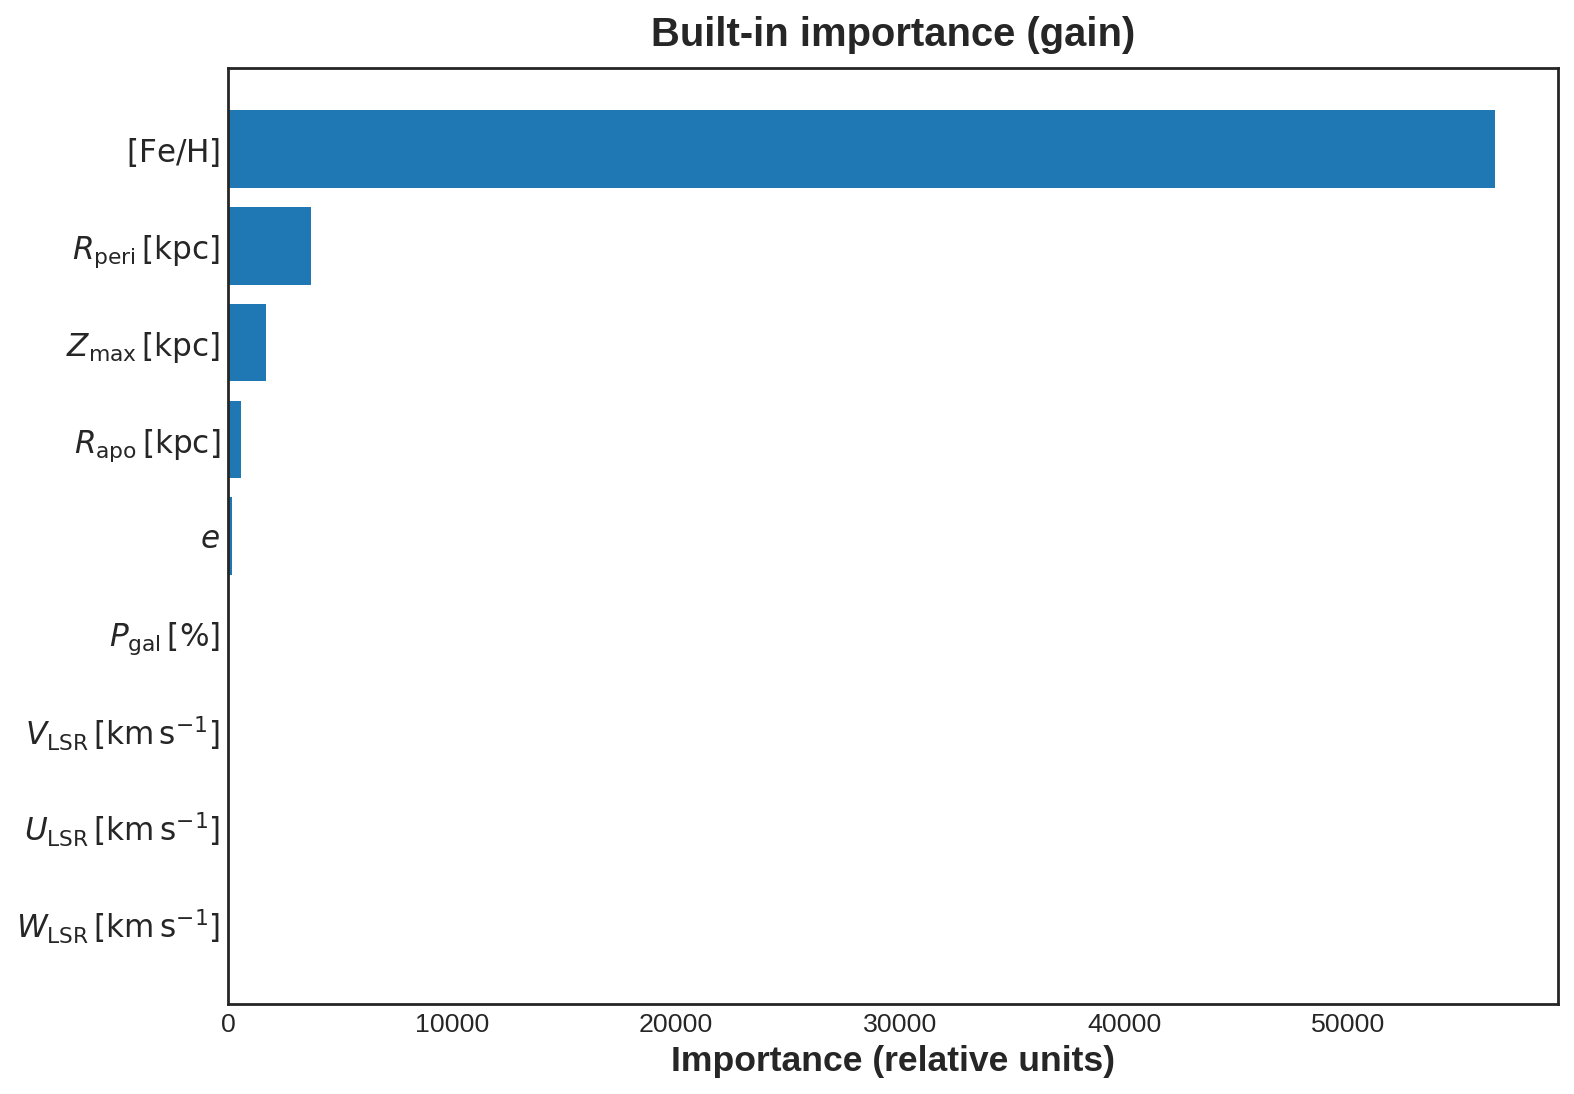 Built-in importance (gain)
[Fe/H]
R_peri [kpc]
Z_max [kpc]
R_apo [kpc]
e
P_gal [%]
V_LSR [km s⁻¹]
U_LSR [km s⁻¹]
W_LSR [km s⁻¹]
0 10000 20000 30000 40000 50000
Importance (relative units)